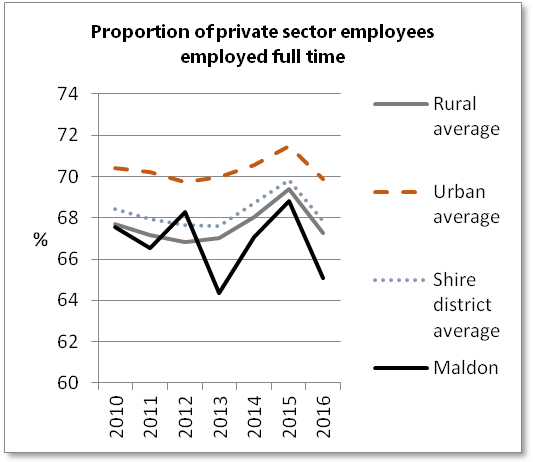 Proportion of private sector employees
employed full time
74
72
70
68
66
64
62
60
%
2010
2011
2012
2013
2014
2015
2016
Rural
average
Urban
average
Shire
district
average
Maldon